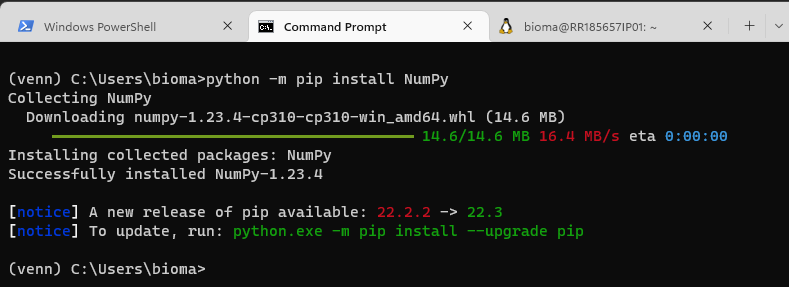 Windows PowerShell
Command Prompt
bioma@RR185657IP01: ~
(venn) C:\Users\bioma>python -m pip install NumPy
Collecting NumPy
  Downloading numpy-1.23.4-cp310-cp310-win_amd64.whl (14.6 MB)
14.6/14.6 MB 16.4 MB/s eta 0:00:00
Installing collected packages: NumPy
Successfully installed NumPy-1.23.4
[notice] A new release of pip available: 22.2.2 -> 22.3
[notice] To update, run: python.exe -m pip install --upgrade pip
(venn) C:\Users\bioma>